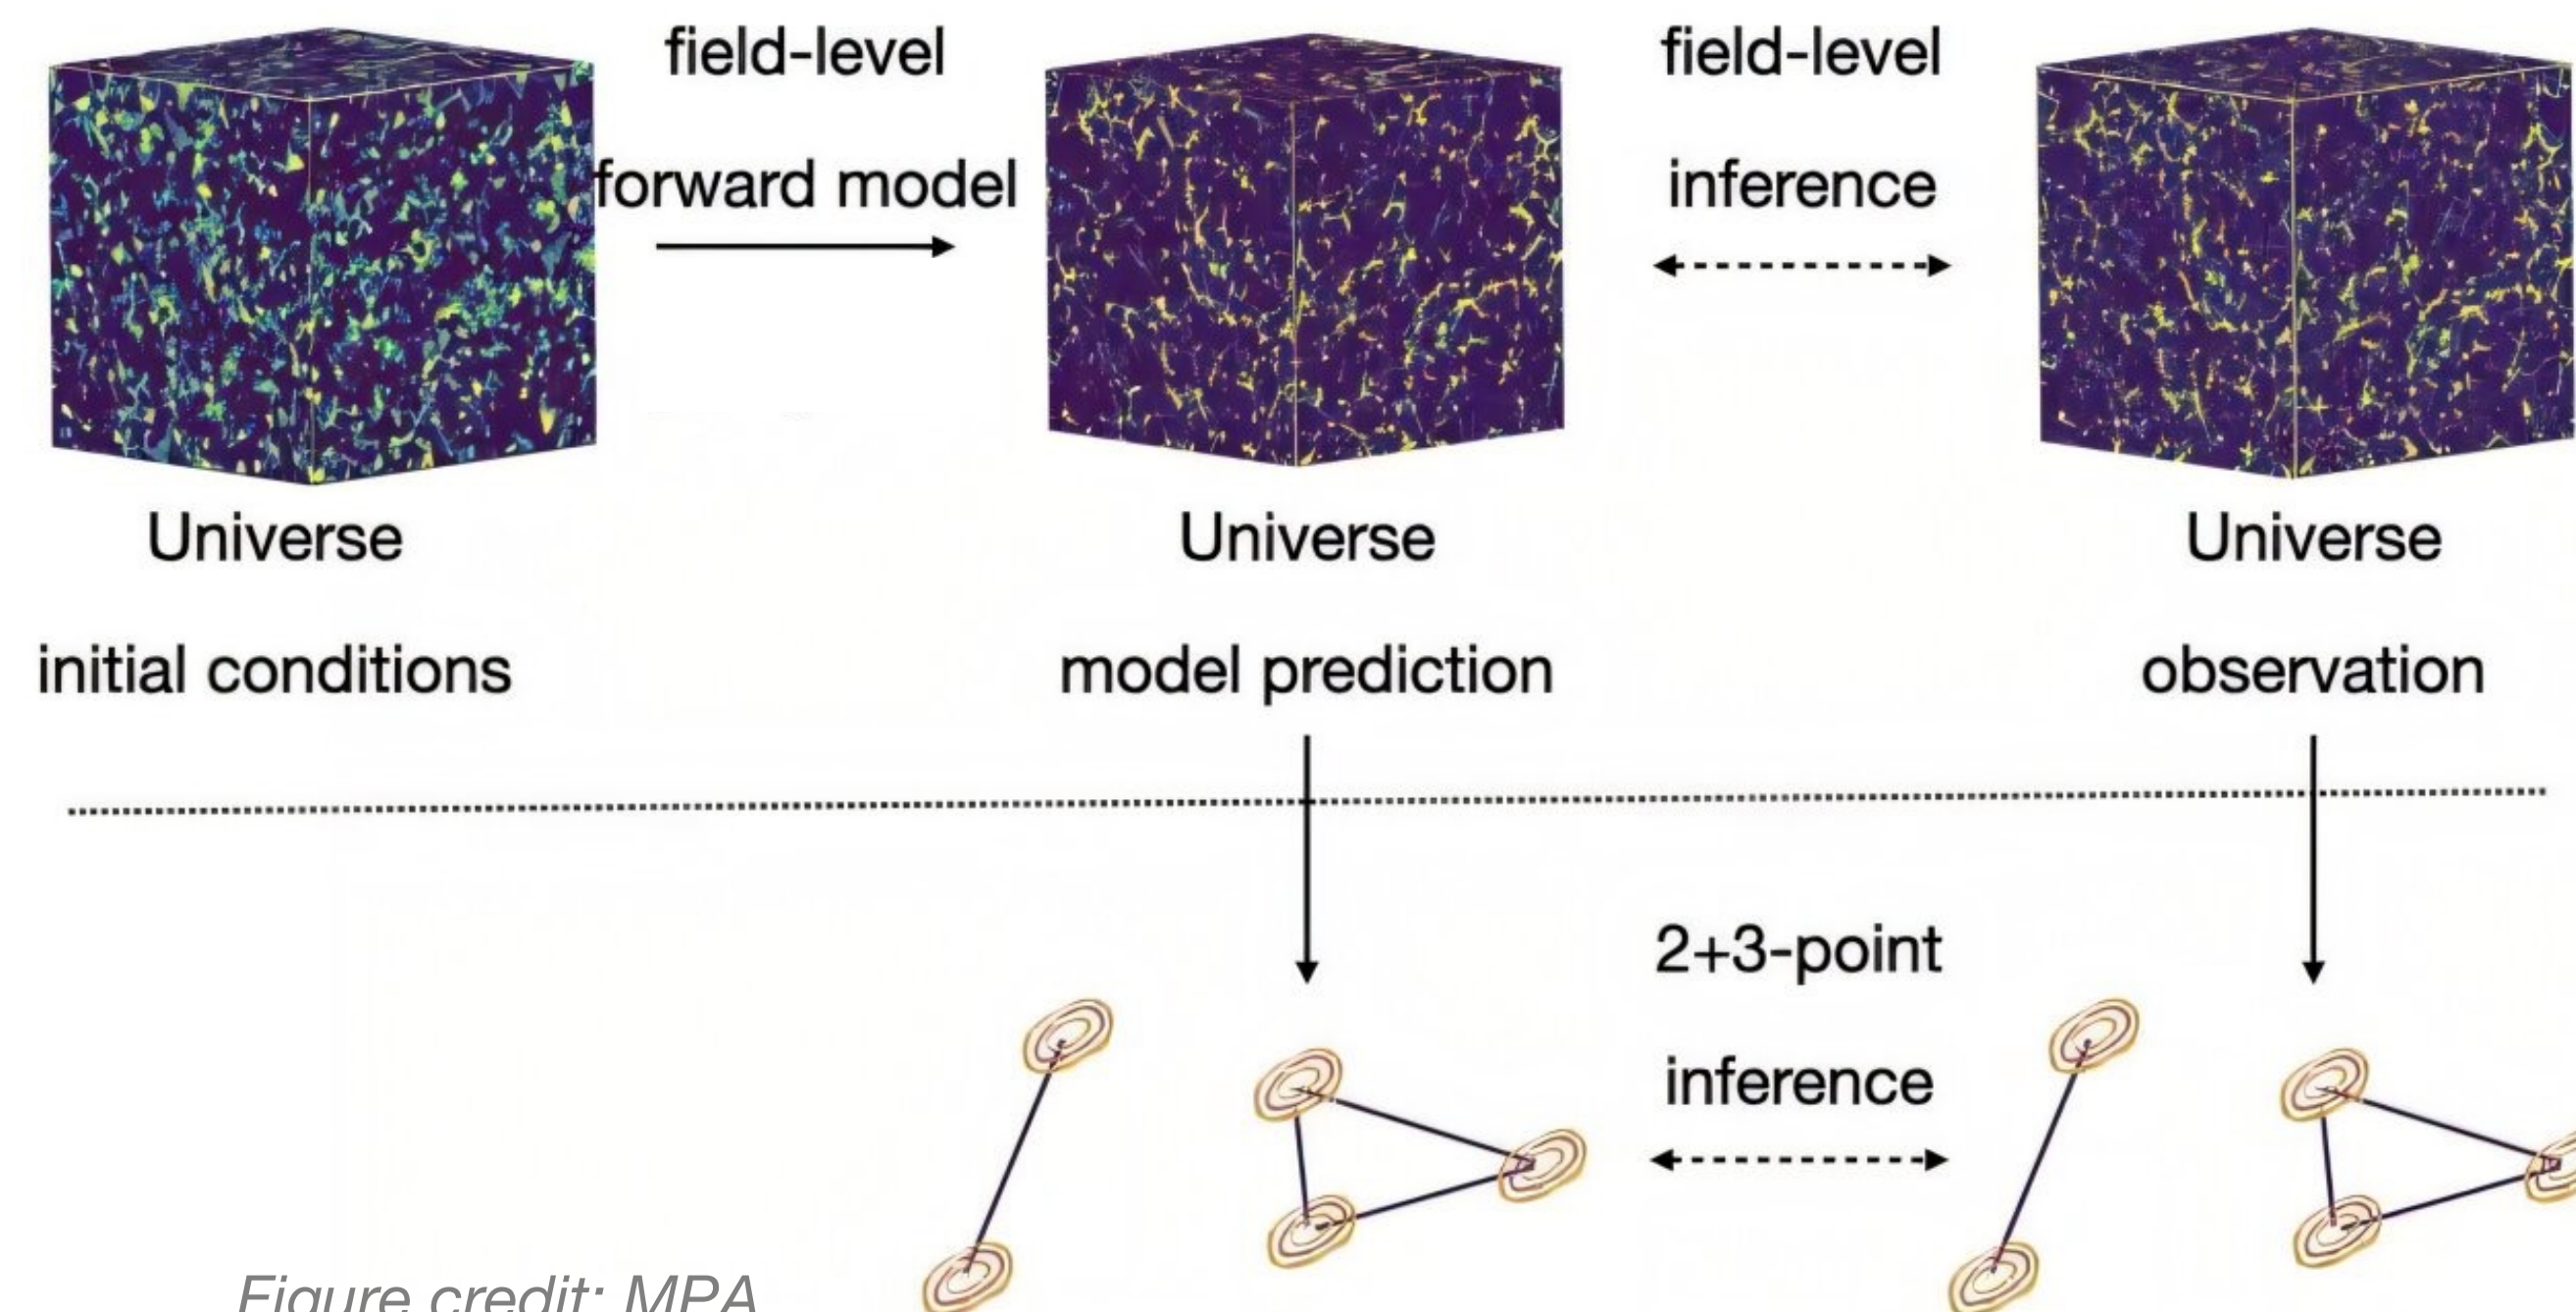 field-level
forward model
field-level
inference
Universe
initial conditions
Universe
model prediction
Universe
observation
2+3-point
inference
Figure credit: MPA